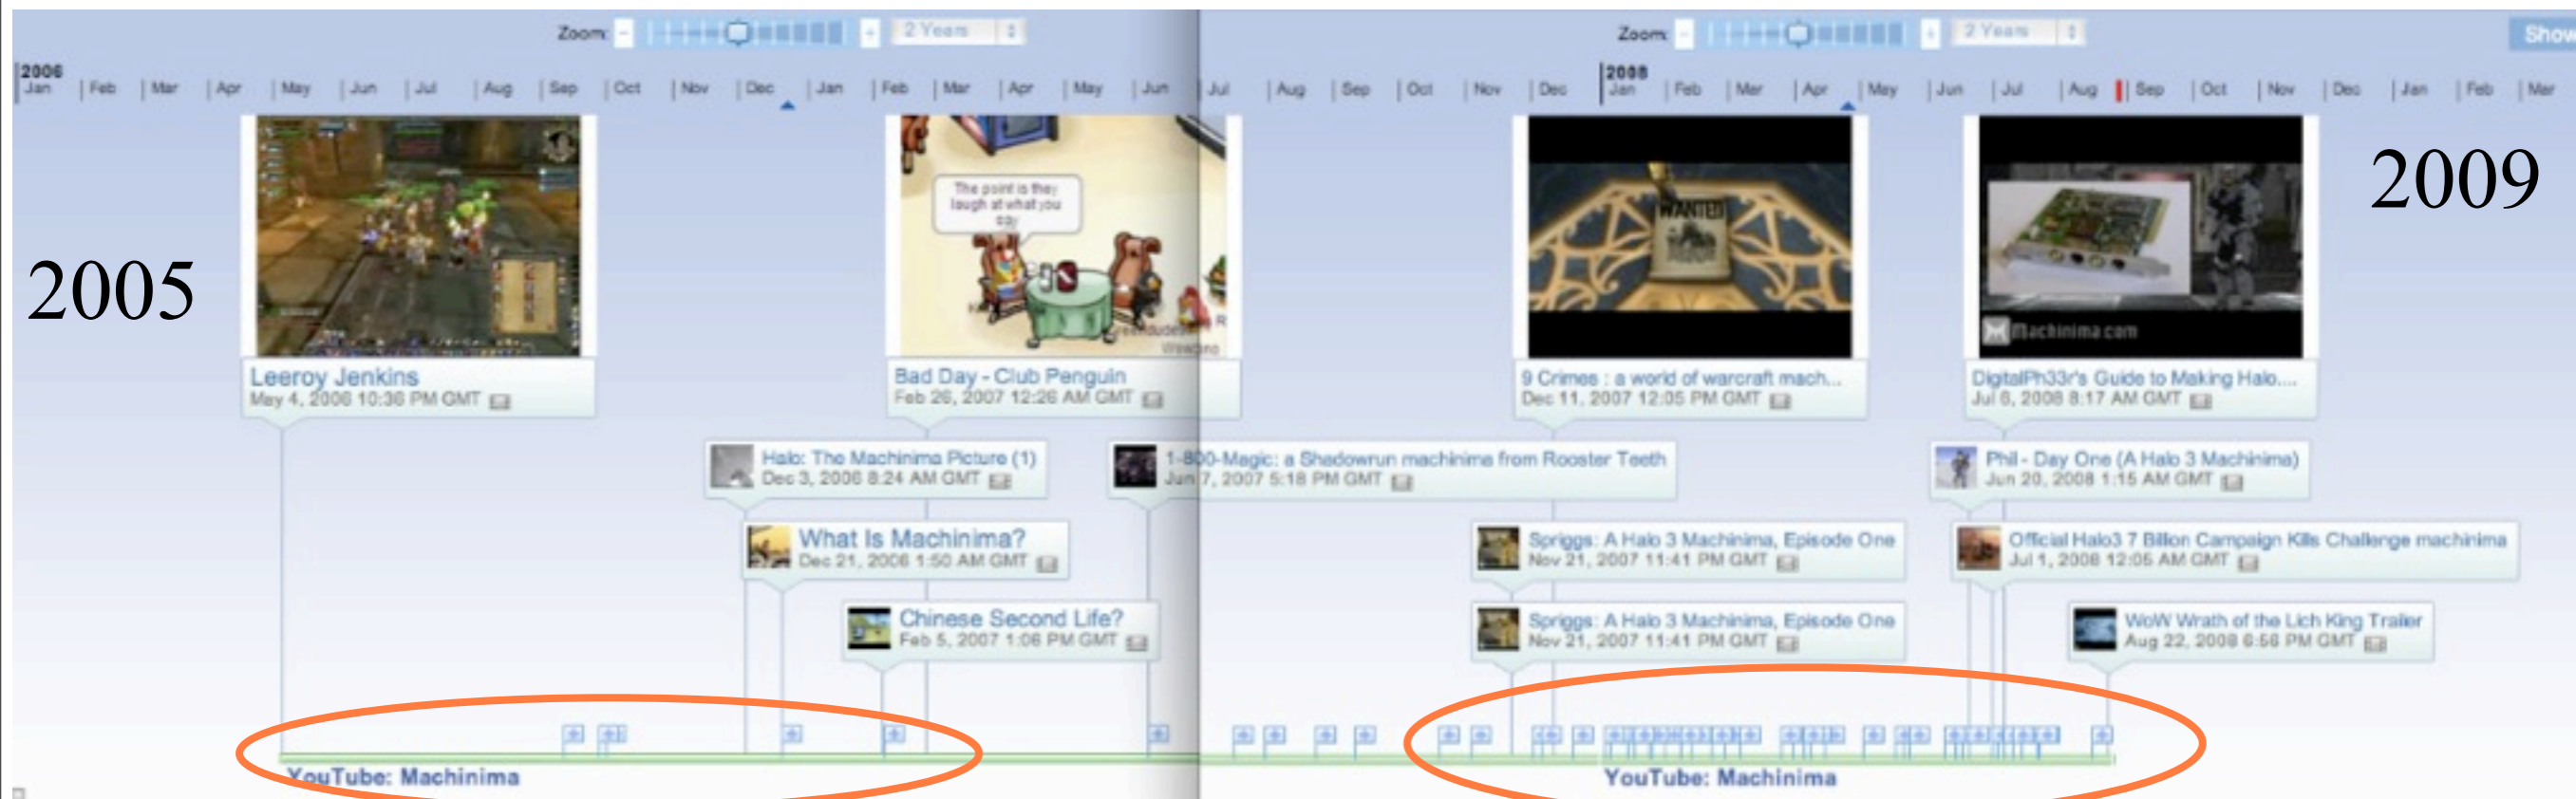 Zoom: 2 Years
Zoom: 2 Years Show
2006
2008
Jan Feb Mar Apr May Jun Jul Aug Sep Oct Nov Dec Jan Feb Mar Apr May Jun Jul Aug Sep Oct Nov Dec Jan Feb Mar Apr May Jun Jul Aug Sep Oct Nov Dec Jan Feb Mar
2005
2009
The point is they
laugh at what you
say
WANTED
Machinima.com
Leeroy Jenkins
May 4, 2006 10:36 PM GMT
Bad Day - Club Penguin
Feb 26, 2007 12:26 AM GMT
9 Crimes : a world of warcraft mach...
Dec 11, 2007 12:05 PM GMT
DigitalPh33r's Guide to Making Halo....
Jul 6, 2008 8:17 AM GMT
Halo: The Machinima Picture (1)
Dec 3, 2006 8:24 AM GMT
1-800-Magic: a Shadowrun machinima from Rooster Teeth
Jun 7, 2007 5:18 PM GMT
Phil - Day One (A Halo 3 Machinima)
Jun 20, 2008 1:15 AM GMT
What Is Machinima?
Dec 21, 2006 1:50 AM GMT
Spriggs: A Halo 3 Machinima, Episode One
Nov 21, 2007 11:41 PM GMT
Official Halo3 7 Billion Campaign Kills Challenge machinima
Jul 1, 2008 12:05 AM GMT
Chinese Second Life?
Feb 5, 2007 1:06 PM GMT
Spriggs: A Halo 3 Machinima, Episode One
Nov 21, 2007 11:41 PM GMT
WoW Wrath of the Lich King Trailer
Aug 22, 2008 6:56 PM GMT
YouTube: Machinima
YouTube: Machinima